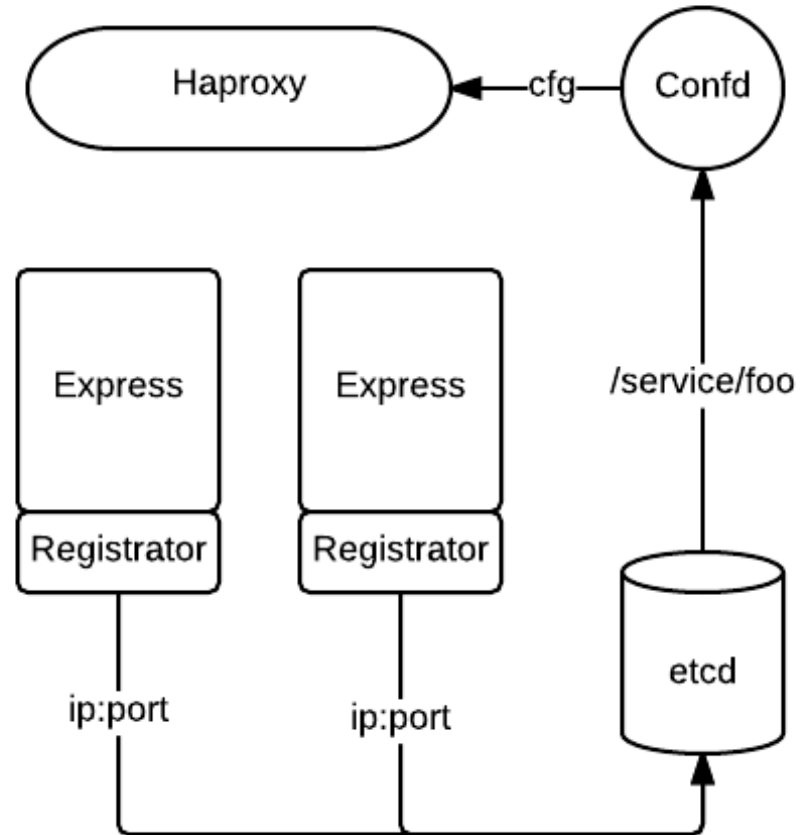 Haproxy
cfg
Confd
Express
Express
/service/foo
Registrator
Registrator
etcd
ip:port
ip:port